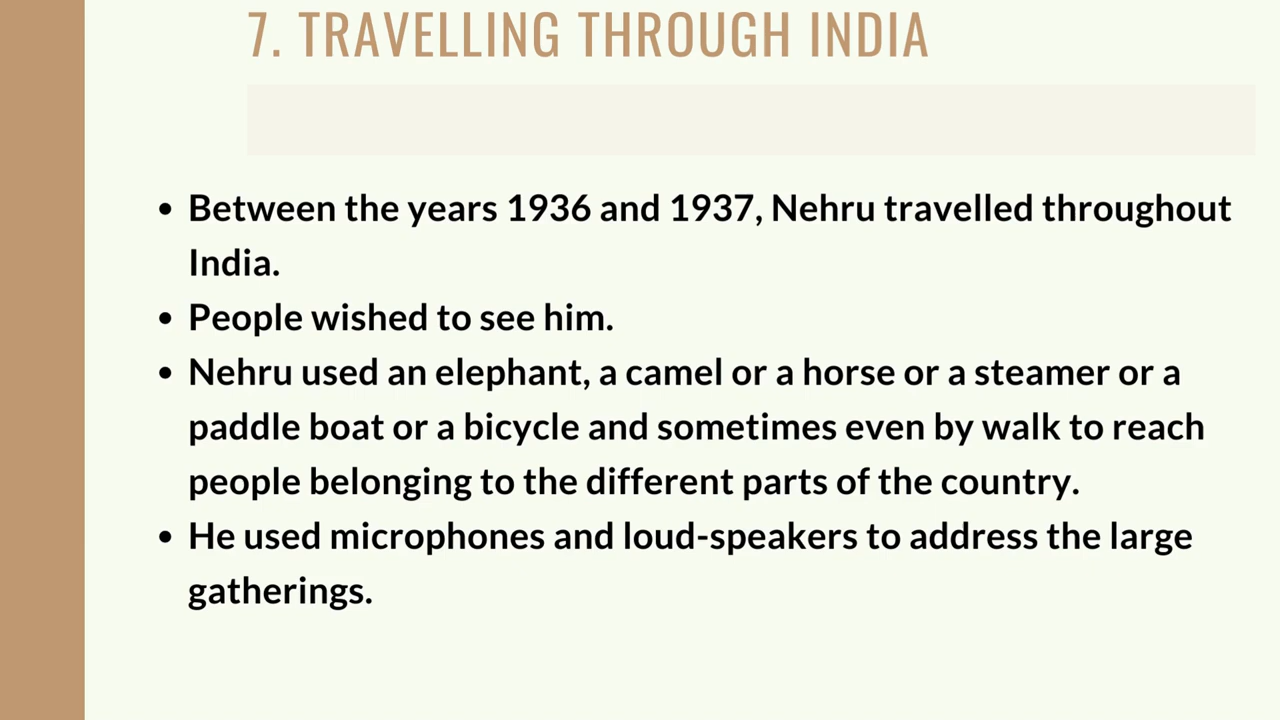 7. TRAVELLING THROUGH INDIA
• Between the years 1936 and 1937, Nehru travelled throughout
India.
• People wished to see him.
• Nehru used an elephant, a camel or a horse or a steamer or a
paddle boat or a bicycle and sometimes even by walk to reach
people belonging to the different parts of the country.
• He used microphones and loud-speakers to address the large
gatherings.